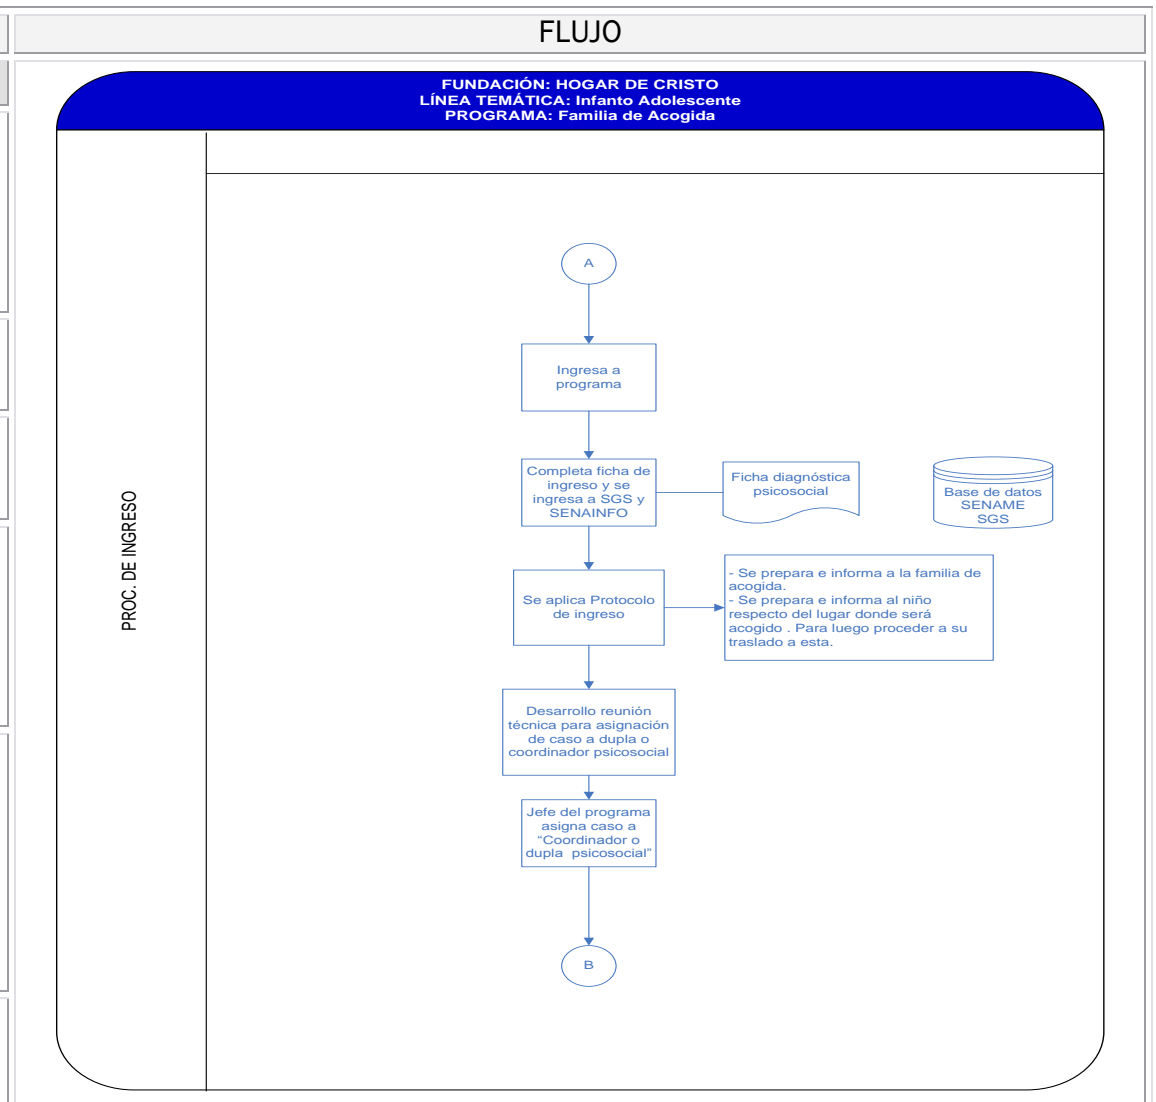 FLUJO
FUNDACIÓN: HOGAR DE CRISTO
LÍNEA TEMÁTICA: Infanto Adolescente
PROGRAMA: Familia de Acogida
PROC. DE INGRESO
A
Ingresa a
programa
Completa ficha de
ingreso y se
ingresa a SGS y
SENAINFO
Ficha diagnóstica
psicosocial
Base de datos
SENAME
SGS
Se aplica Protocolo
de ingreso
- Se prepara e informa a la familia de
acogida.
- Se prepara e informa al niño
respecto del lugar donde será
acogido . Para luego proceder a su
traslado a esta.
Desarrollo reunión
técnica para asignación
de caso a dupla o
coordinador psicosocial
Jefe del programa
asigna caso a
“Coordinador o
dupla  psicosocial”
B